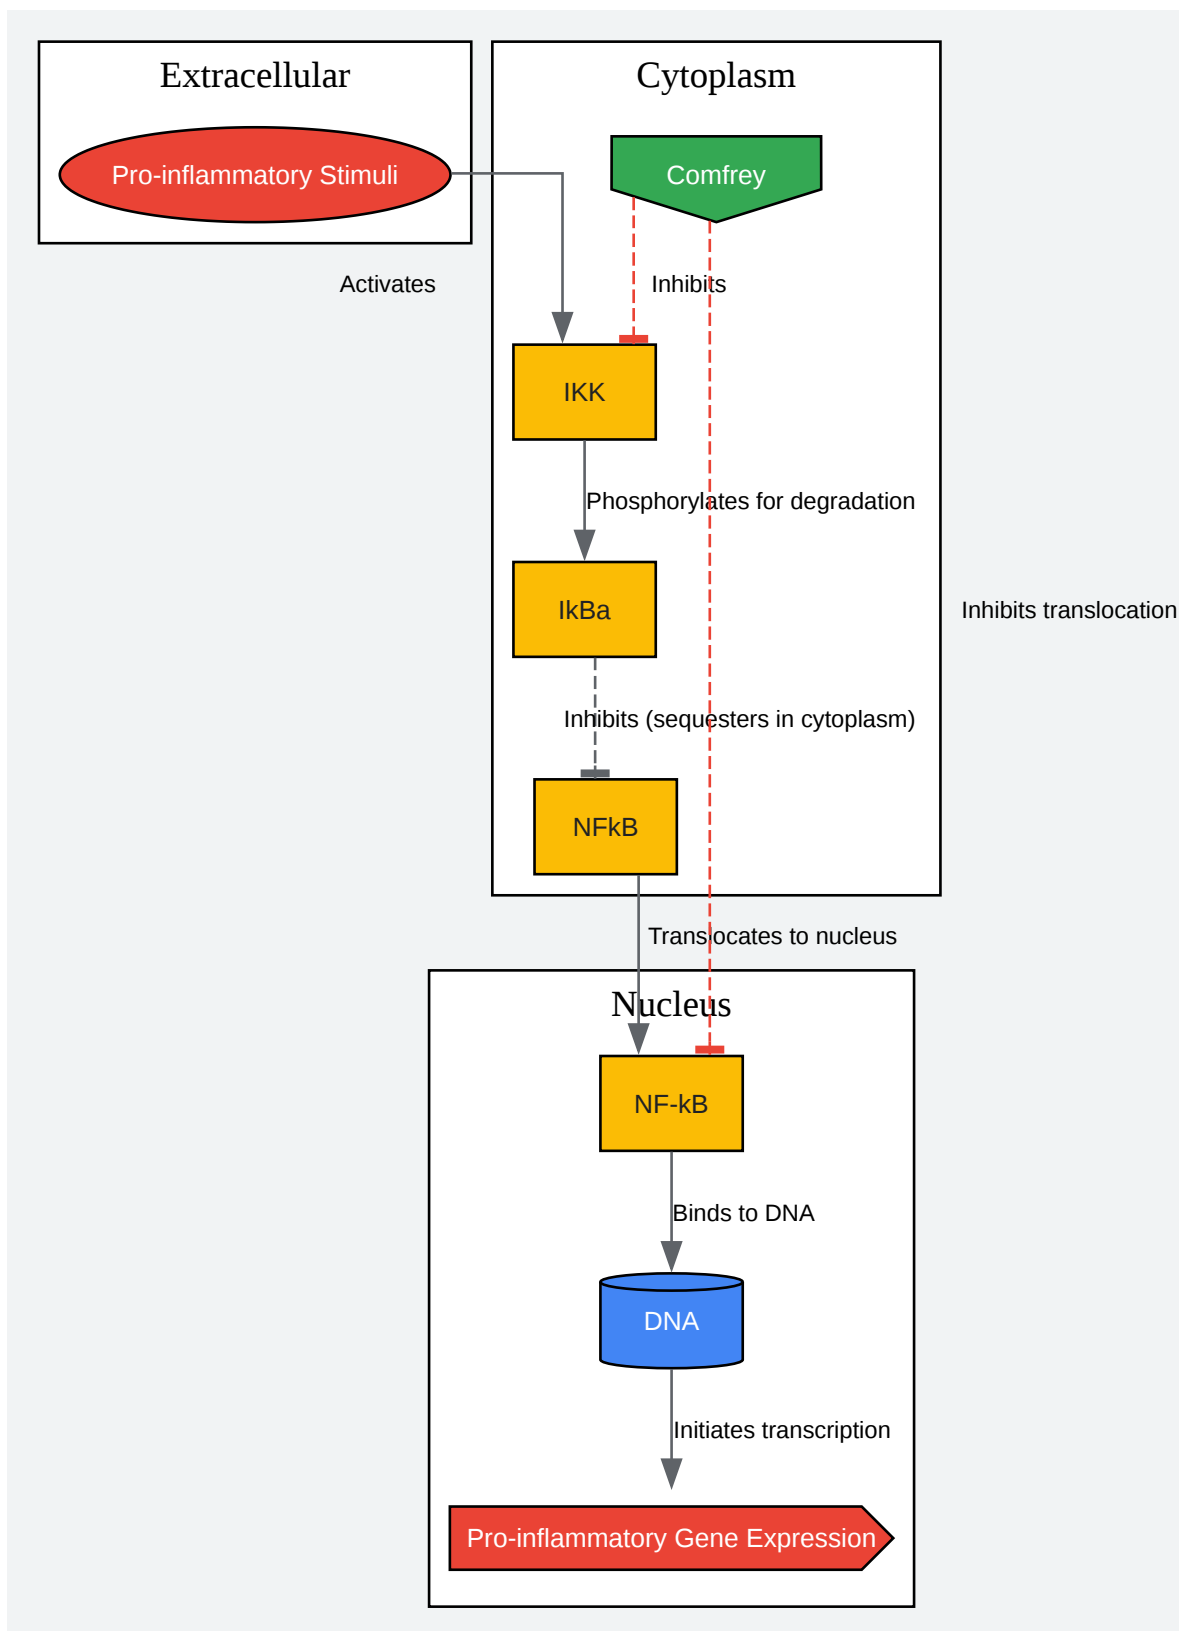 Extracellular
Cytoplasm
Pro-inflammatory Stimuli
Comfrey
Activates
Inhibits
IKK
Phosphorylates for degradation
IkBa
Inhibits translocation
Inhibits (sequesters in cytoplasm)
NFkB
Translocates to nucleus
Nucleus
NF-kB
Binds to DNA
DNA
Initiates transcription
Pro-inflammatory Gene Expression